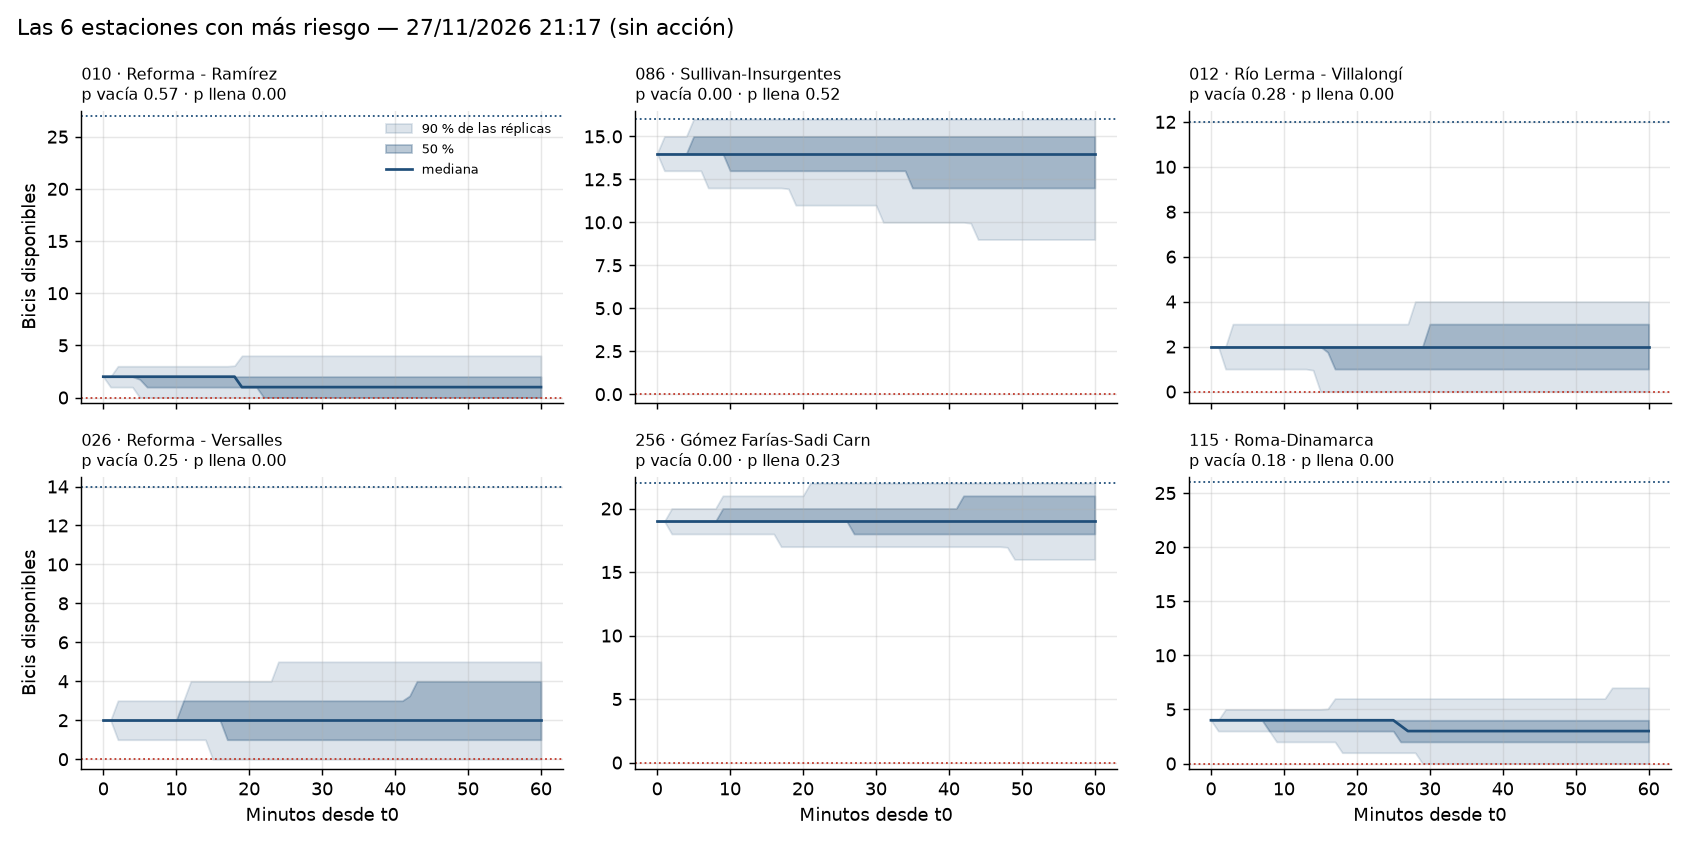 Las 6 estaciones con más riesgo — 27/11/2026 21:17 (sin acción)
010 · Reforma - Ramírez
p vacía 0.57 · p llena 0.00
90 % de las réplicas
50 %
mediana
25
20
15
10
5
0
Bicis disponibles
086 · Sullivan-Insurgentes
p vacía 0.00 · p llena 0.52
15.0
12.5
10.0
7.5
5.0
2.5
0.0
012 · Río Lerma - Villalongí
p vacía 0.28 · p llena 0.00
12
10
8
6
4
2
0
026 · Reforma - Versalles
p vacía 0.25 · p llena 0.00
14
12
10
8
6
4
2
0
Bicis disponibles
0 10 20 30 40 50 60
Minutos desde t0
256 · Gómez Farías-Sadi Carn
p vacía 0.00 · p llena 0.23
20
15
10
5
0
0 10 20 30 40 50 60
Minutos desde t0
115 · Roma-Dinamarca
p vacía 0.18 · p llena 0.00
25
20
15
10
5
0
0 10 20 30 40 50 60
Minutos desde t0